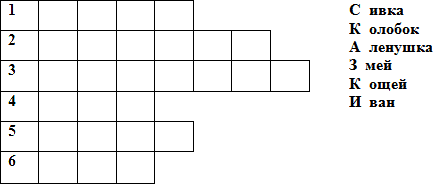 1
2
3
4
5
6
С ивка
К олобок
А ленушка
З мей
К ощей
И ван